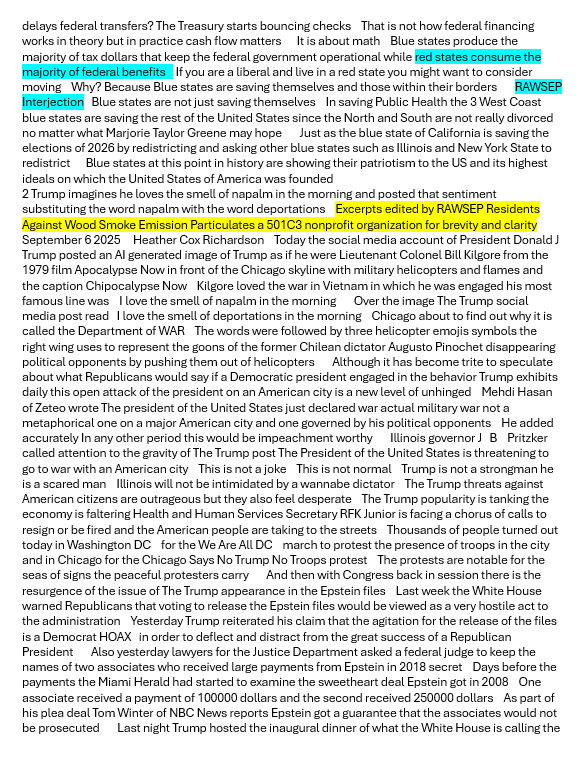 delays federal transfers? The Treasury starts bouncing checks That is not how federal financing
works in theory but in practice cash flow matters It is about math Blue states produce the
majority of tax dollars that keep the federal government operational while red states consume the
majority of federal benefits If you are a liberal and live in a red state you might want to consider
moving Why? Because Blue states are saving themselves and those within their borders RAWSEP
Interjection Blue states are not just saving themselves In saving Public Health the 3 West Coast
blue states are saving the rest of the United States since the North and South are not really divorced
no matter what Marjorie Taylor Greene may hope Just as the blue state of California is saving the
elections of 2026 by redistricting and asking other blue states such as Illinois and New York State to
redistrict Blue states at this point in history are showing their patriotism to the US and its highest
ideals on which the United States of America was founded
2 Trump imagines he loves the smell of napalm in the morning and posted that sentiment
substituting the word napalm with the word deportations Excerpts edited by RAWSEP Residents
Against Wood Smoke Emission Particulates a 501C3 nonprofit organization for brevity and clarity
September 6 2025 Heather Cox Richardson Today the social media account of President Donald J
Trump posted an AI generated image of Trump as if he were Lieutenant Colonel Bill Kilgore from the
1979 film Apocalypse Now in front of the Chicago skyline with military helicopters and flames and
the caption Chipocalypse Now Kilgore loved the war in Vietnam in which he was engaged his most
famous line was I love the smell of napalm in the morning Over the image The Trump social
media post read I love the smell of deportations in the morning Chicago about to find out why it is
called the Department of WAR The words were followed by three helicopter emojis symbols the
right wing uses to represent the goons of the former Chilean dictator Augusto Pinochet disappearing
political opponents by pushing them out of helicopters Although it has become trite to speculate
about what Republicans would say if a Democratic president engaged in the behavior Trump exhibits
daily this open attack of the president on an American city is a new level of unhinged Mehdi Hasan
of Zeteo wrote The president of the United States just declared war actual military war not a
metaphorical one on a major American city and one governed by his political opponents He added
accurately In any other period this would be impeachment worthy Illinois governor J B Pritzker
called attention to the gravity of The Trump post The President of the United States is threatening to
go to war with an American city This is not a joke This is not normal Trump is not a strongman he
is a scared man Illinois will not be intimidated by a wannabe dictator The Trump threats against
American citizens are outrageous but they also feel desperate The Trump popularity is tanking the
economy is faltering Health and Human Services Secretary RFK Junior is facing a chorus of calls to
resign or be fired and the American people are taking to the streets Thousands of people turned out
today in Washington DC for the We Are All DC march to protest the presence of troops in the city
and in Chicago for the Chicago Says No Trump No Troops protest The protests are notable for the
seas of signs the peaceful protesters carry And then with Congress back in session there is the
resurgence of the issue of The Trump appearance in the Epstein files Last week the White House
warned Republicans that voting to release the Epstein files would be viewed as a very hostile act to
the administration Yesterday Trump reiterated his claim that the agitation for the release of the files
is a Democrat HOAX in order to deflect and distract from the great success of a Republican
President Also yesterday lawyers for the Justice Department asked a federal judge to keep the
names of two associates who received large payments from Epstein in 2018 secret Days before the
payments the Miami Herald had started to examine the sweetheart deal Epstein got in 2008 One
associate received a payment of 100000 dollars and the second received 250000 dollars As part of
his plea deal Tom Winter of NBC News reports Epstein got a guarantee that the associates would not
be prosecuted Last night Trump hosted the inaugural dinner of what the White House is calling the